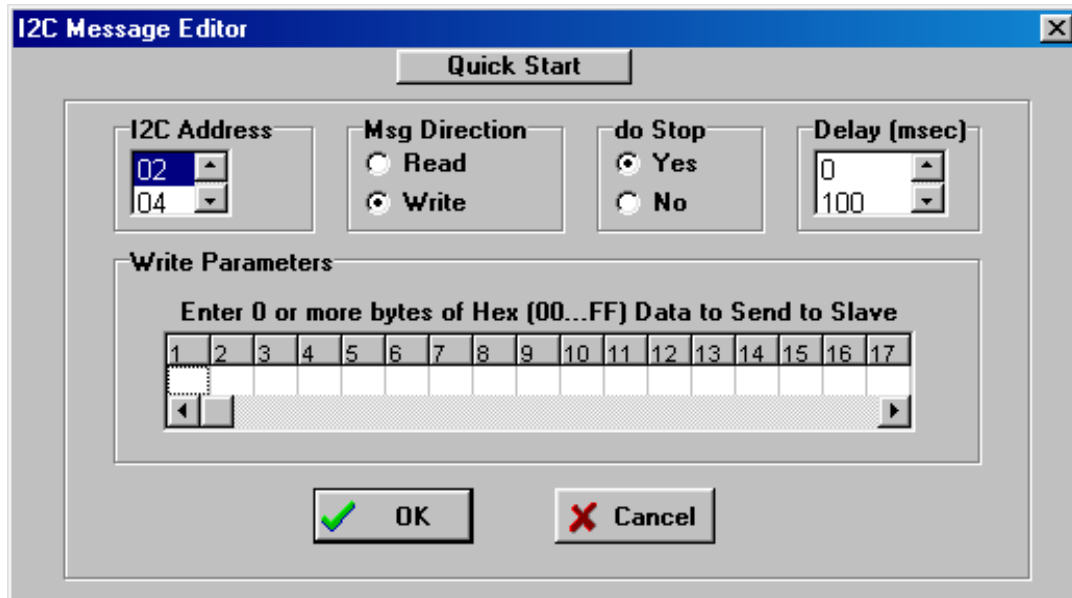 I2C Message Editor
Quick Start
I2C Address Msg Direction do Stop Delay (msec)
02 Read Yes 0
04 Write No 100
Write Parameters
Enter 0 or more bytes of Hex (00...FF) Data to Send to Slave
1 2 3 4 5 6 7 8 9 10 11 12 13 14 15 16 17
OK Cancel